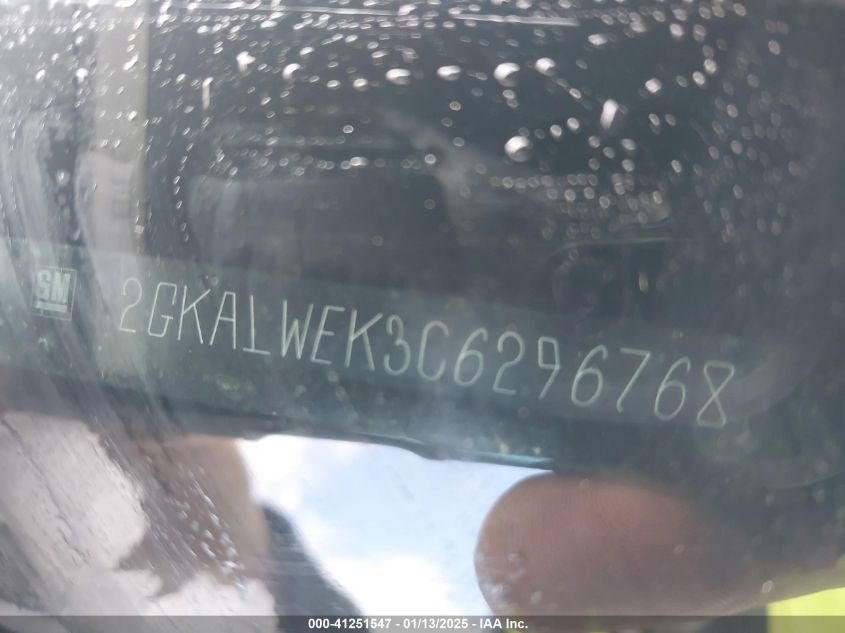 GM
2GKALWEK3C6296768
000-41251547 - 01/13/2025 - IAA Inc.